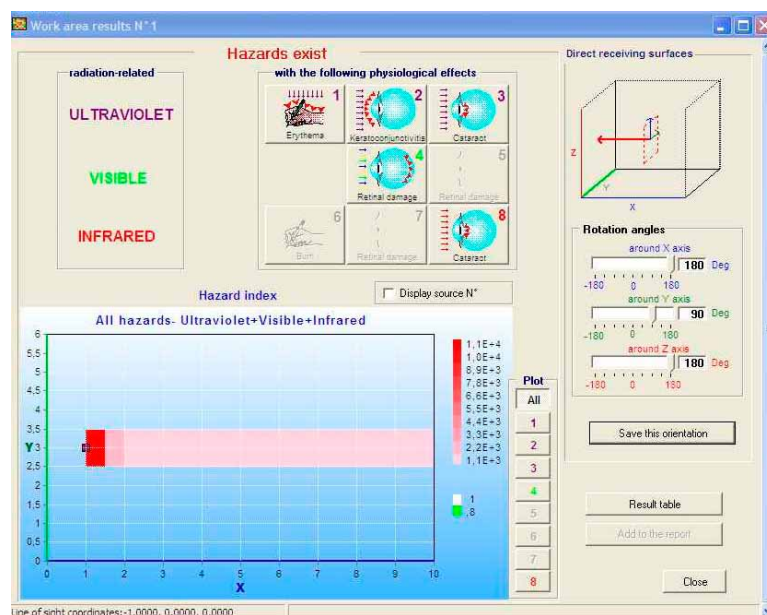 Work area results N°1
Hazards exist
radiation-related
ULTRAVIOLET
VISIBLE
INFRARED
with the following physiological effects
1
Erythema
2
Keratoconjunctivitis
3
Cataract
4
Retinal damage
5
Retinal damage
6
Burn
7
Retinal damage
8
Cataract
Direct receiving surfaces
Z
Y
X
Rotation angles
around X axis
180 Deg
-180 0 180
around Y axis
90 Deg
-180 0 180
around Z axis
180 Deg
-180 0 180
Save this orientation
Result table
Add to the report
Close
Hazard index
Display source N°
All hazards- Ultraviolet+Visible+Infrared
6
5,5
5
4,5
4
3,5
Y 3
2,5
2
1,5
1
0,5
0
0 1 2 3 4 5 6 7 8 9 10
X
1,1E+4
1,0E+4
8,9E+3
7,8E+3
6,6E+3
5,5E+3
4,4E+3
3,3E+3
2,2E+3
1,1E+3
1
,8
Plot
All
1
2
3
4
5
6
7
8
Line of sight coordinates:-1,0000, 0,0000, 0,0000